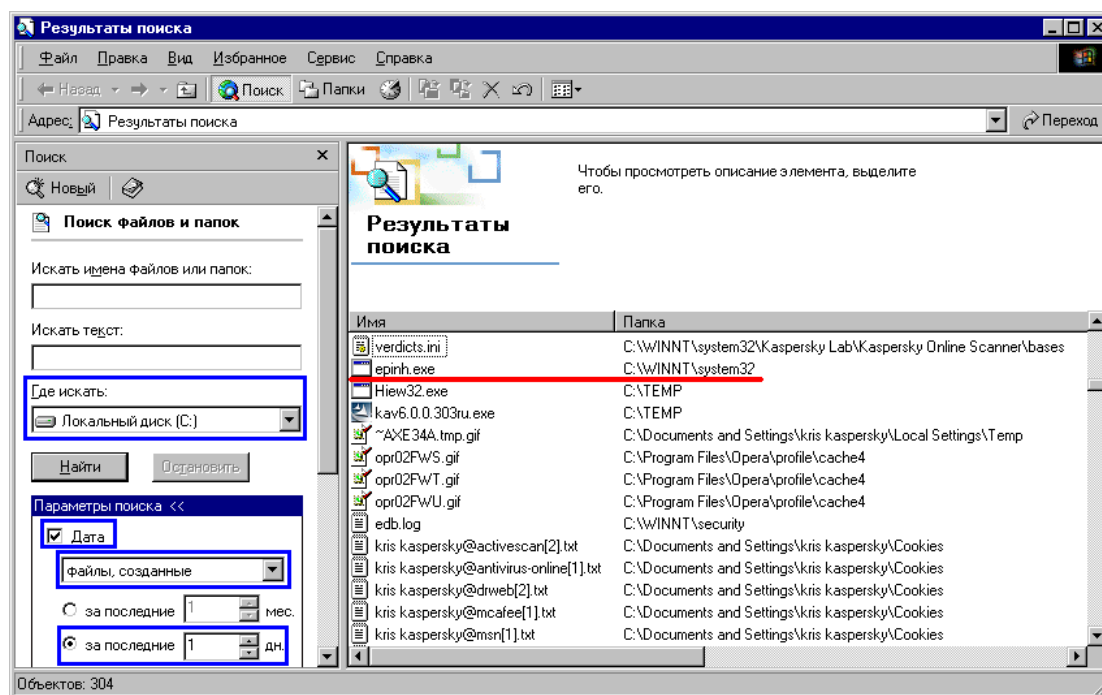 Результаты поиска
Файл Правка Вид Избранное Сервис Справка
Назад Поиск Папки
Адрес: Результаты поиска Переход
Поиск
Новый
Поиск файлов и папок
Искать имена файлов или папок:
Искать текст:
Где искать:
Локальный диск (C:)
Найти Остановить
Параметры поиска <<
Дата
файлы, созданные
за последние 1 мес.
за последние 1 дн.
Чтобы просмотреть описание элемента, выделите
его.
Результаты
поиска
Имя Папка
verdicts.ini C:\WINNT\system32\Kaspersky Lab\Kaspersky Online Scanner\bases
epinh.exe C:\WINNT\system32
Hiew32.exe C:\TEMP
kav6.0.0.303ru.exe C:\TEMP
~AXE34A.tmp.gif C:\Documents and Settings\kris kaspersky\Local Settings\Temp
opr02FWS.gif C:\Program Files\Opera\profile\cache4
opr02FWT.gif C:\Program Files\Opera\profile\cache4
opr02FWU.gif C:\Program Files\Opera\profile\cache4
edb.log C:\WINNT\security
kris kaspersky@activescan[2].txt C:\Documents and Settings\kris kaspersky\Cookies
kris kaspersky@antivirus-online[1].txt C:\Documents and Settings\kris kaspersky\Cookies
kris kaspersky@drweb[2].txt C:\Documents and Settings\kris kaspersky\Cookies
kris kaspersky@mcafee[1].txt C:\Documents and Settings\kris kaspersky\Cookies
kris kaspersky@msn[1].txt C:\Documents and Settings\kris kaspersky\Cookies
Объектов: 304